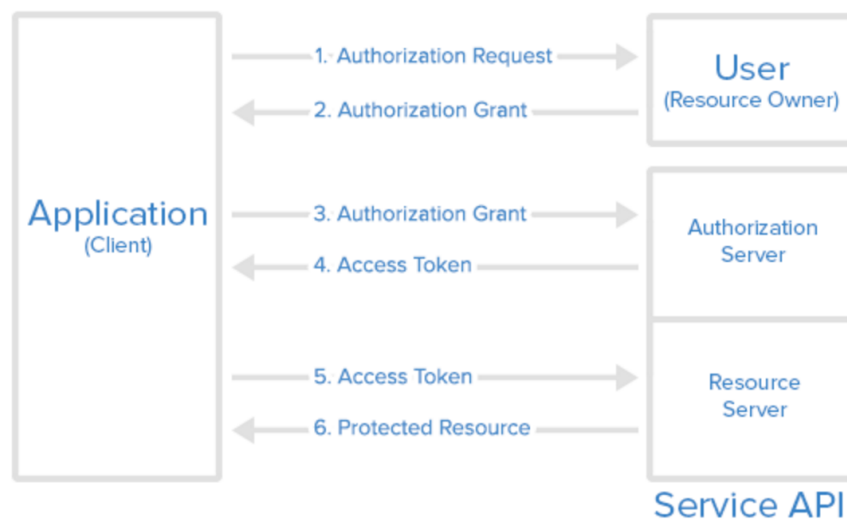 1. Authorization Request
User
(Resource Owner)
2. Authorization Grant
Application
(Client)
3. Authorization Grant
Authorization
Server
4. Access Token
5. Access Token
Resource
Server
6. Protected Resource
Service API